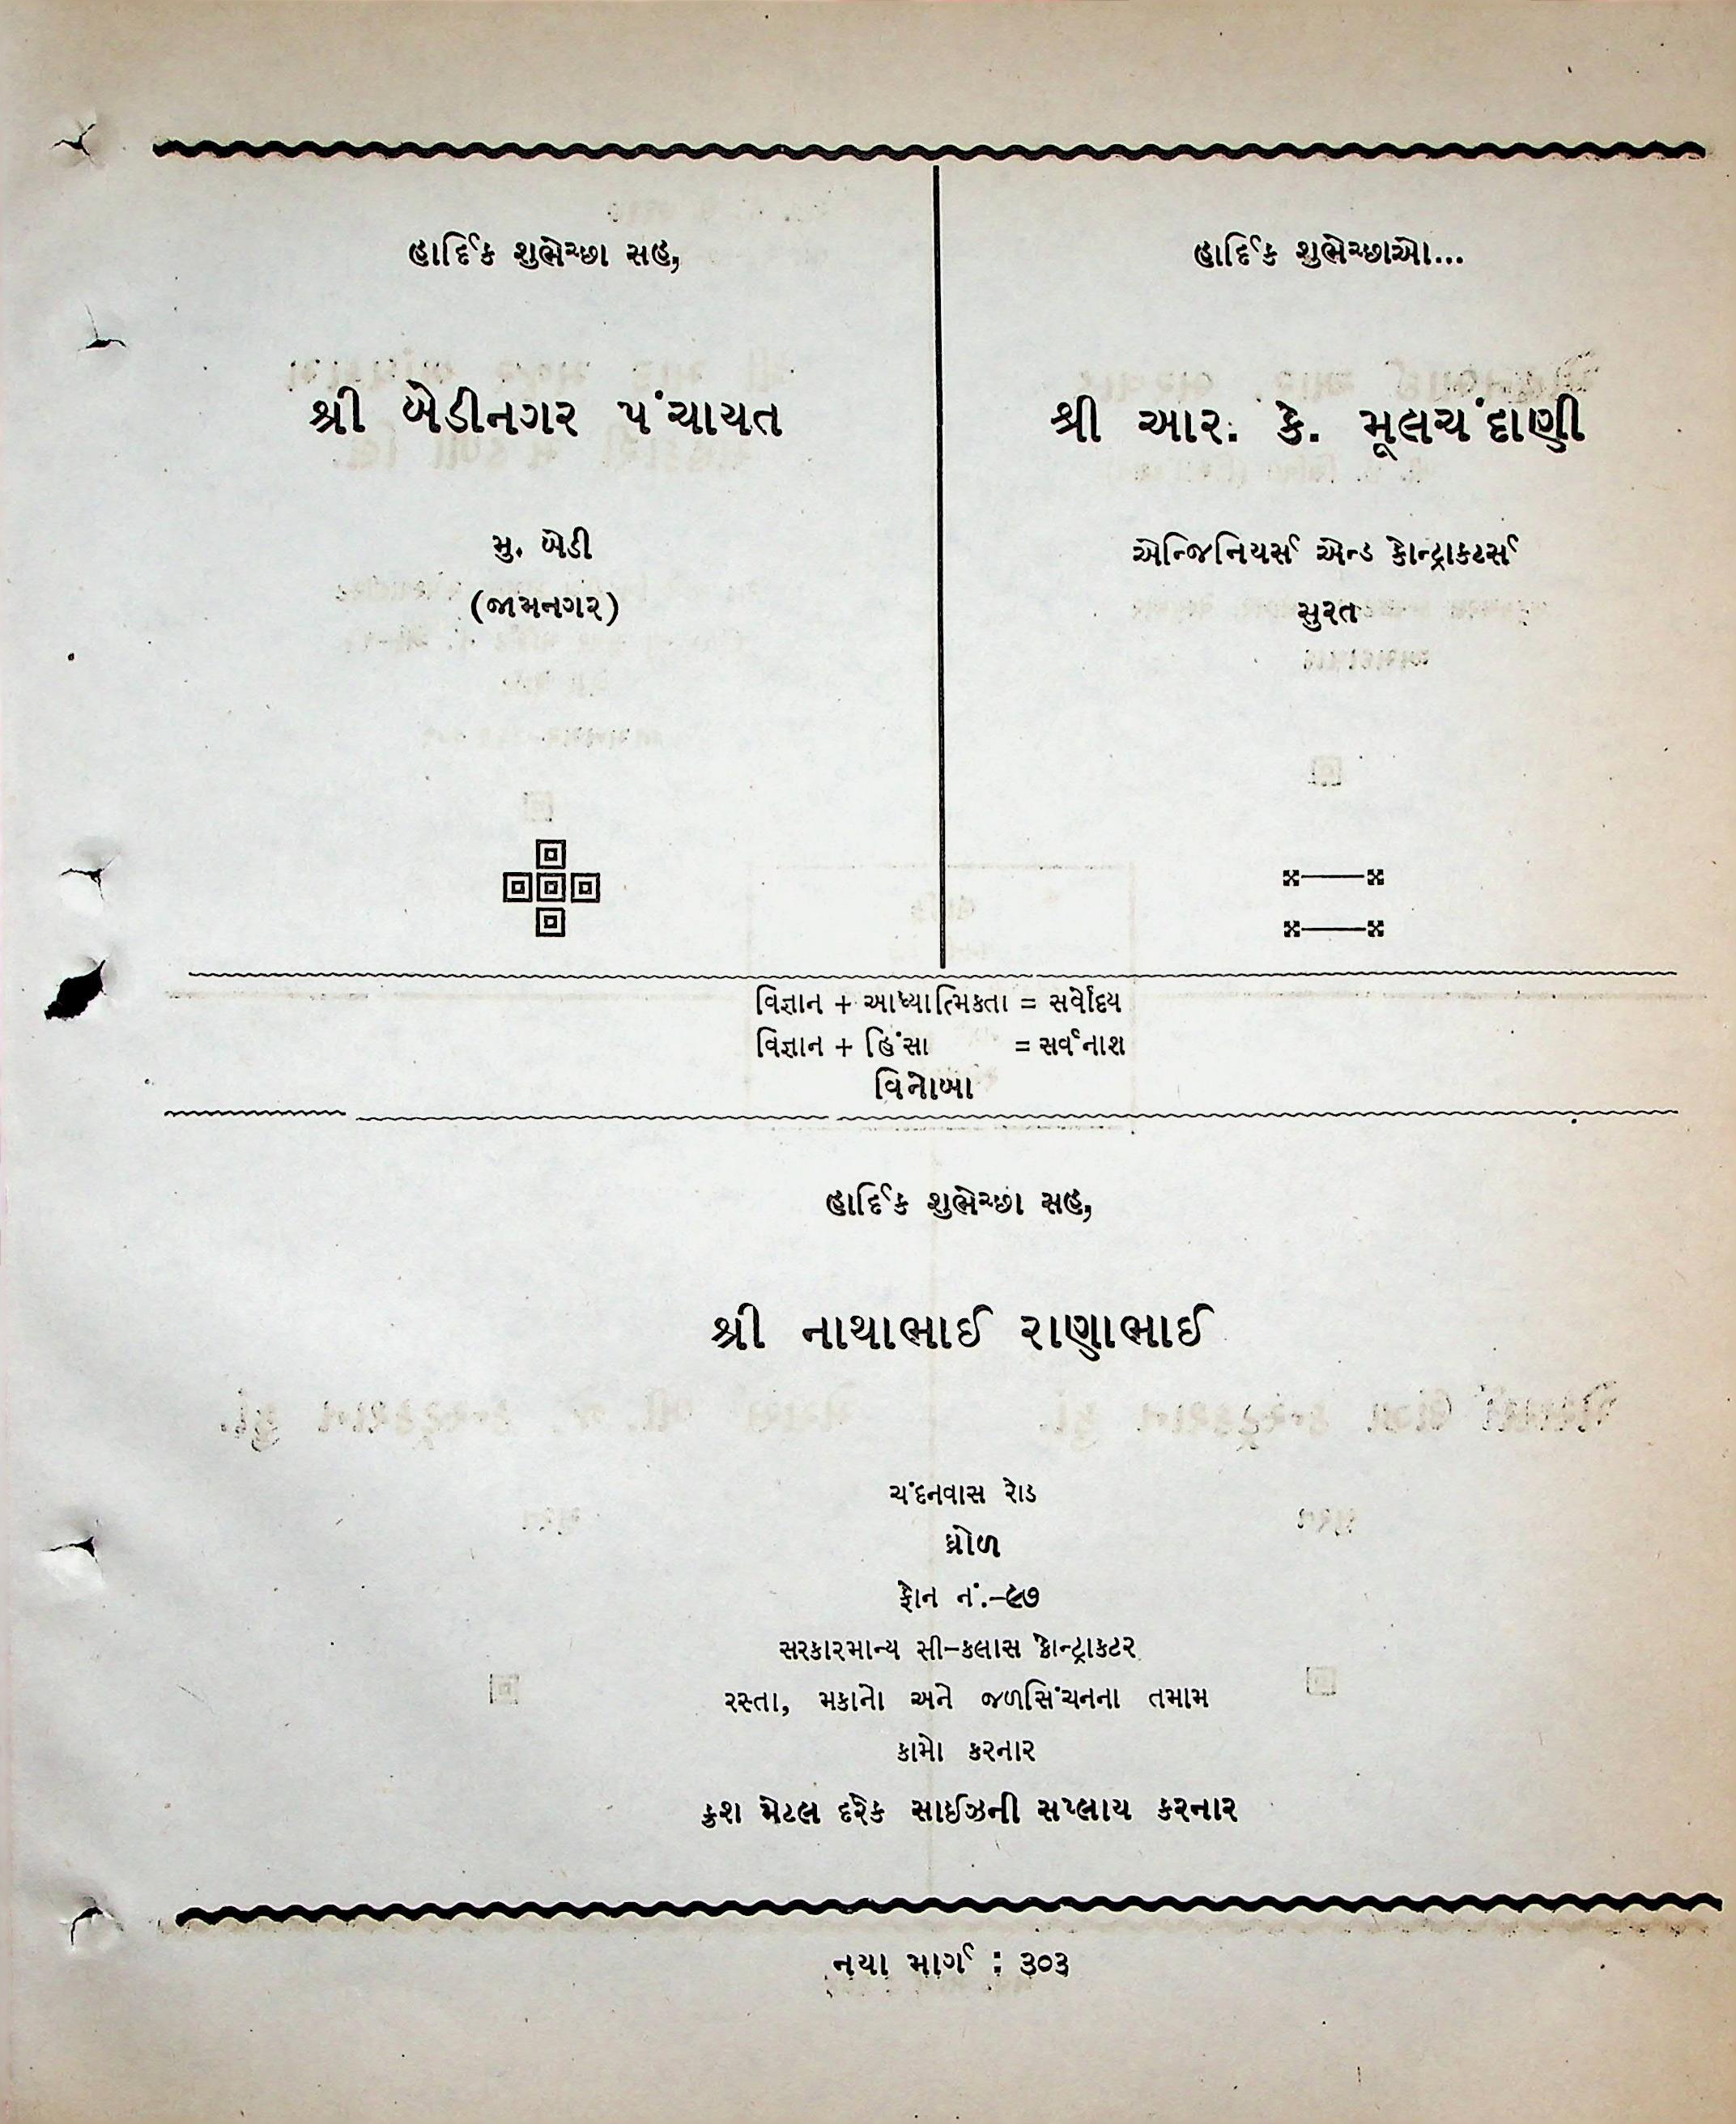 હાર્દિક શુભેચ્છા સહ,
શ્રી બેડીનગર પંચાયત
મુ. બેડી
(જામનગર)
હાર્દિક શુભેચ્છાઓ...
શ્રી આર. કે. મૂલચંદાણી
એન્જિનિયર્સ એન્ડ કોન્ટ્રાકટર્સ
સુરત
વિજ્ઞાન + આધ્યાત્મિકતા = સર્વોદય
વિજ્ઞાન + હિંસા = સર્વનાશ
વિનોબા
હાર્દિક શુભેચ્છા સહ,
શ્રી નાથાભાઈ રાણાભાઈ
ચંદનવાસ રોડ
ધ્રોળ
ફોન નં.-૯૭
સરકારમાન્ય સી-કલાસ કોન્ટ્રાકટર
રસ્તા, મકાનો અને જળસિંચનના તમામ
કામો કરનાર
ક્રશ મેટલ દરેક સાઈઝની સપ્લાય કરનાર
નયા માર્ગ : ૩૦૩